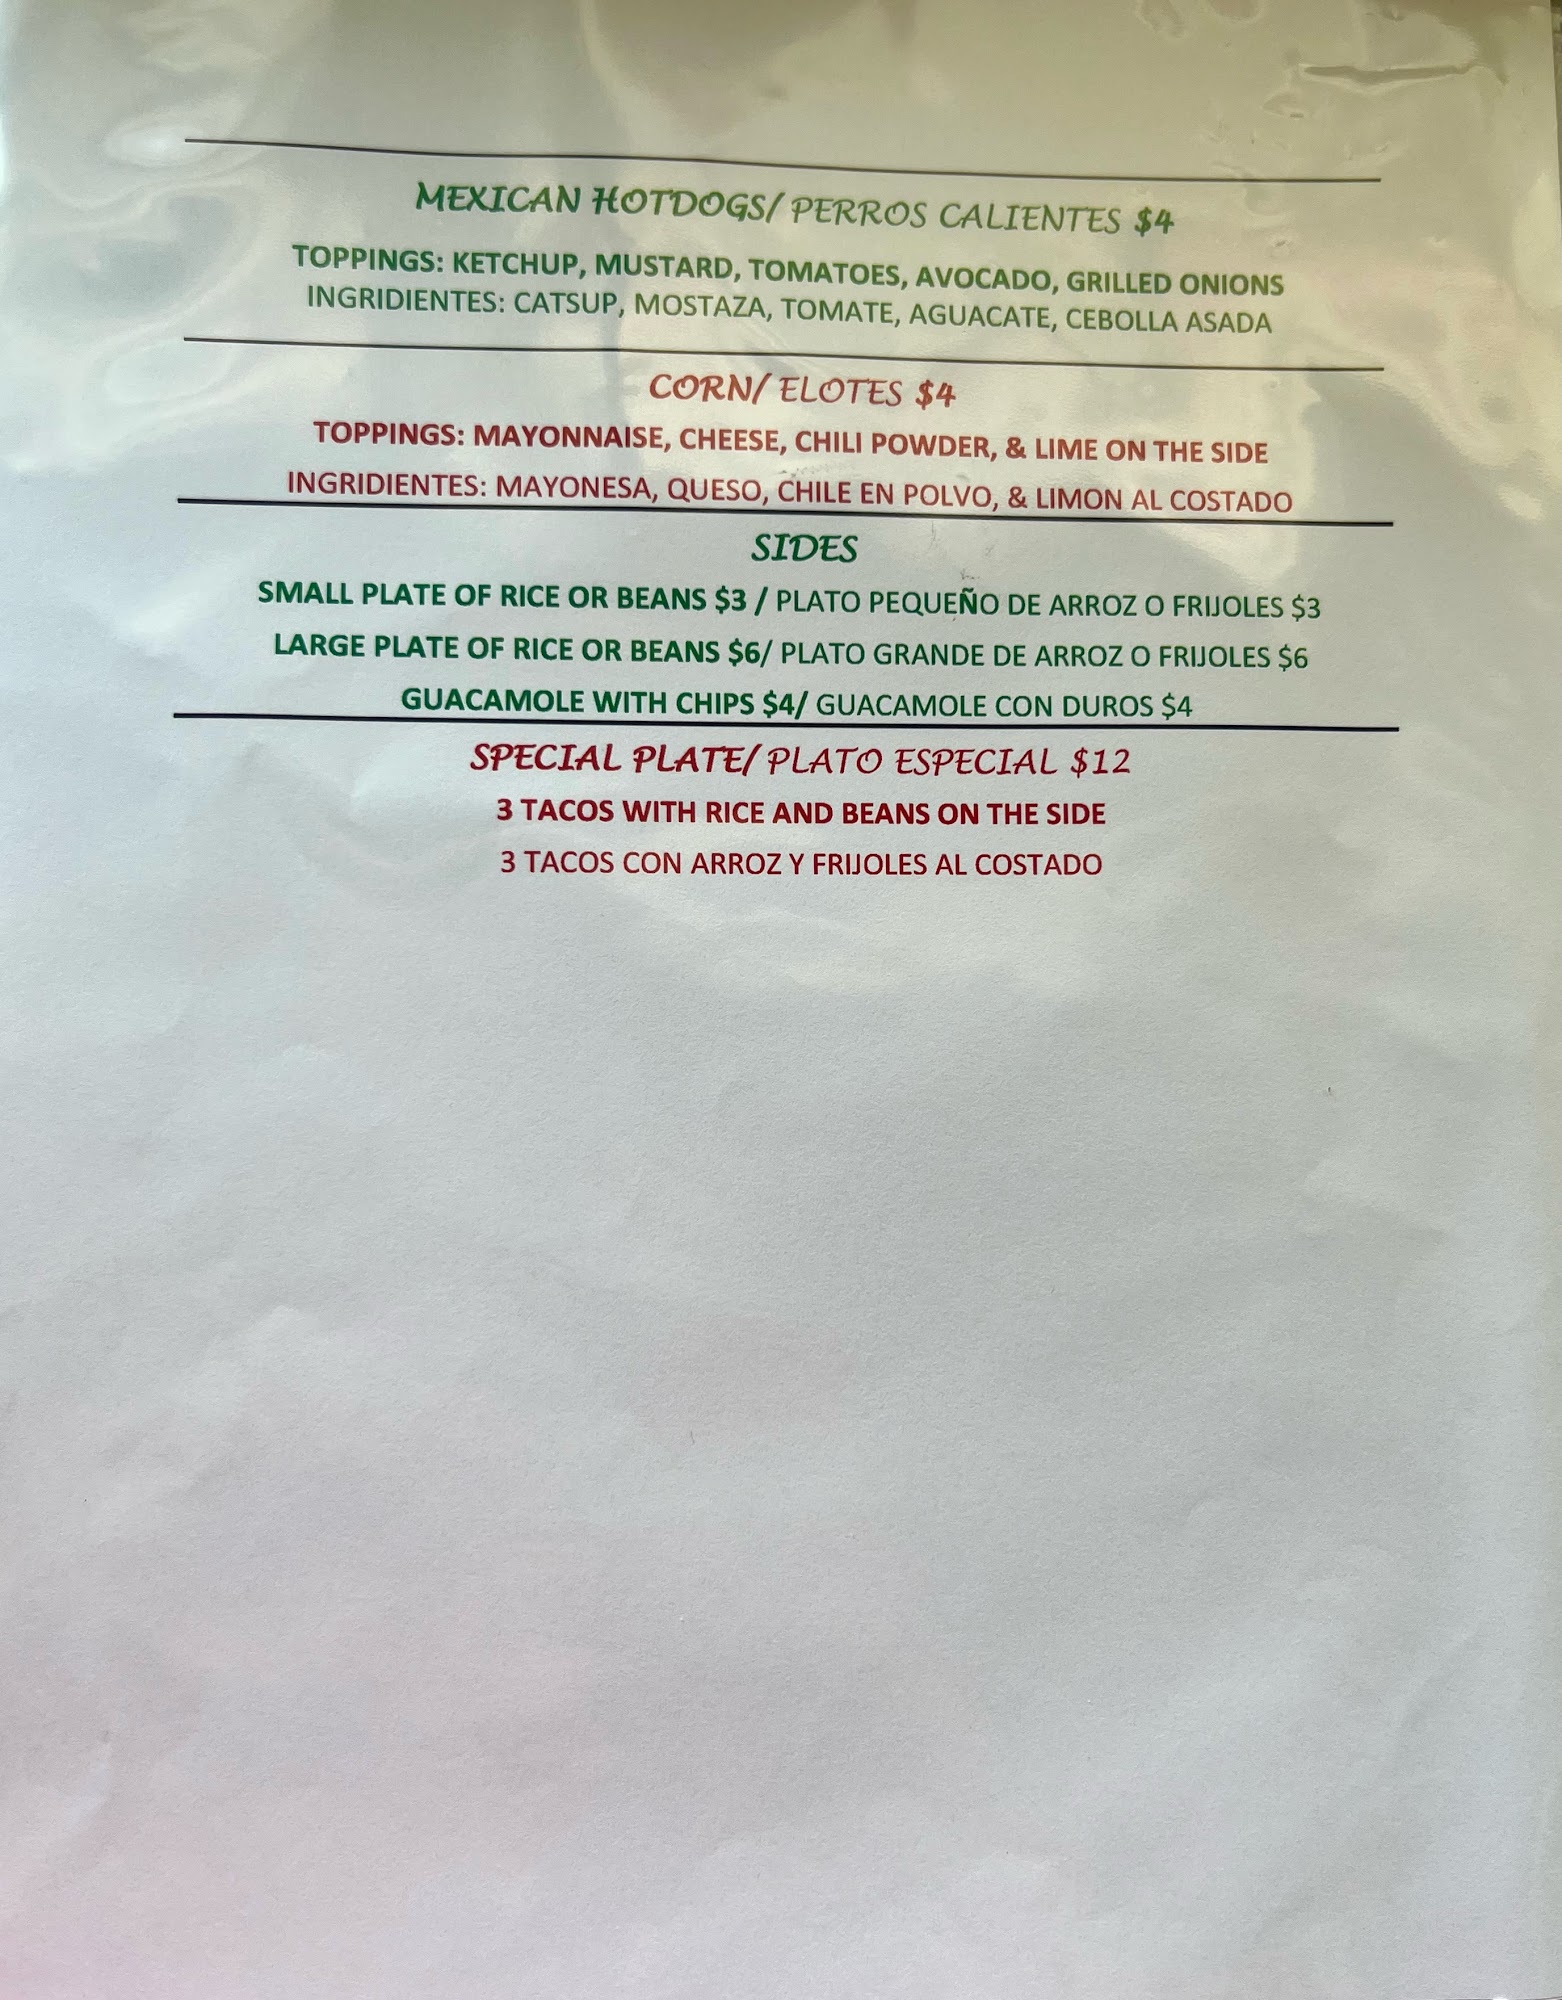 MEXICAN HOTDOGS/ PERROS CALIENTES $4
TOPPINGS: KETCHUP, MUSTARD, TOMATOES, AVOCADO, GRILLED ONIONS
INGRIDIENTES: CATSUP, MOSTAZA, TOMATE, AGUACATE, CEBOLLA ASADA
CORN/ ELOTES $4
TOPPINGS: MAYONNAISE, CHEESE, CHILI POWDER, & LIME ON THE SIDE
INGRIDIENTES: MAYONESA, QUESO, CHILE EN POLVO, & LIMON AL COSTADO
SIDES
SMALL PLATE OF RICE OR BEANS $3 / PLATO PEQUEÑO DE ARROZ O FRIJOLES $3
LARGE PLATE OF RICE OR BEANS $6/ PLATO GRANDE DE ARROZ O FRIJOLES $6
GUACAMOLE WITH CHIPS $4/ GUACAMOLE CON DUROS $4
SPECIAL PLATE/ PLATO ESPECIAL $12
3 TACOS WITH RICE AND BEANS ON THE SIDE
3 TACOS CON ARROZ Y FRIJOLES AL COSTADO